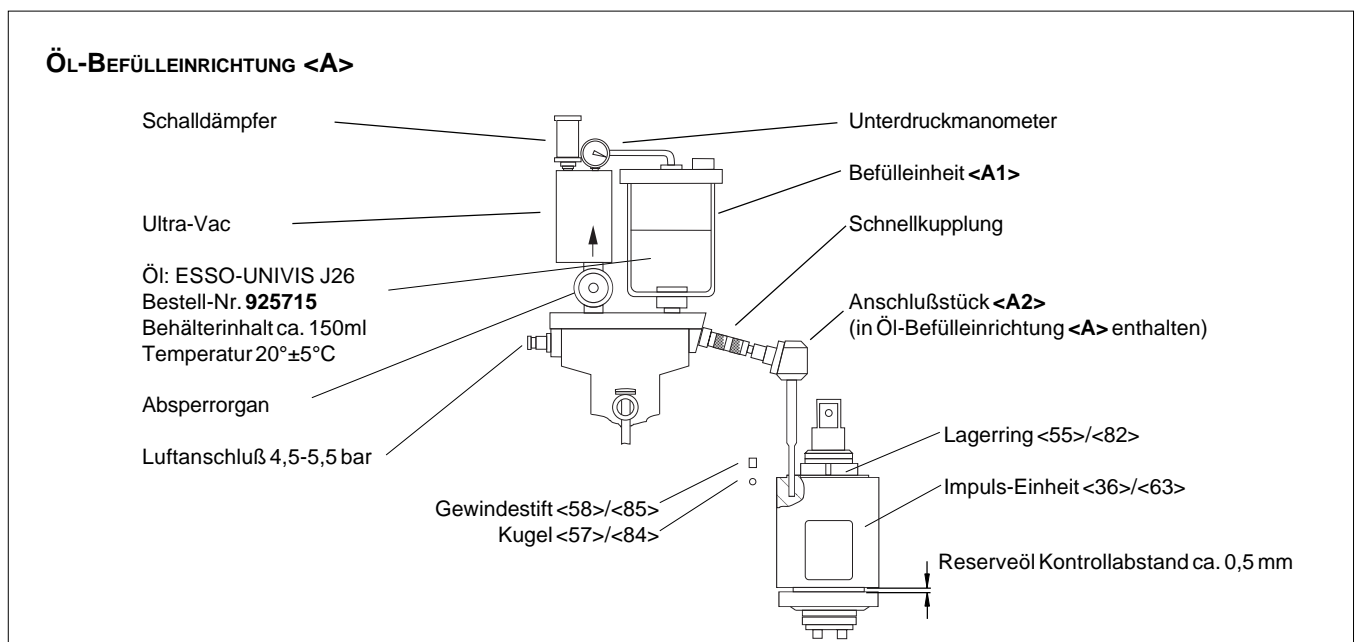 ÖL-BEFÜLLEINRICHTUNG <A>
Schalldämpfer
Ultra-Vac
Öl: ESSO-UNIVIS J26
Bestell-Nr. 925715
Behälterinhalt ca. 150ml
Temperatur 20°±5°C
Absperrorgan
Luftanschluß 4,5-5,5 bar
Unterdruckmanometer
Befülleinheit <A1>
Schnellkupplung
Anschlußstück <A2>
(in Öl-Befülleinrichtung <A> enthalten)
Gewindestift <58>/<85>
Kugel <57>/<84>
Lagerring <55>/<82>
Impuls-Einheit <36>/<63>
Reserveöl Kontrollabstand ca. 0,5 mm